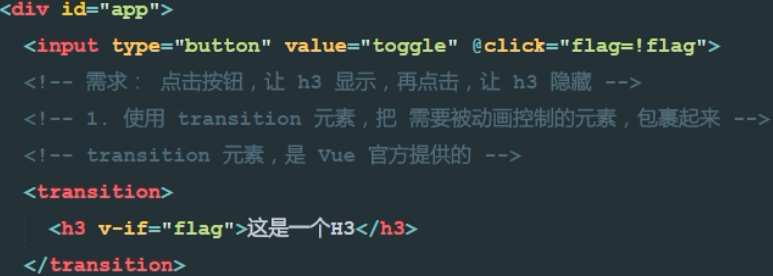 <div id="app">
<input type="button" value="toggle" @click="flag=!flag">
<!-- 需求： 点击按钮，让 h3 显示，再点击，让 h3 隐藏 -->
<!-- 1. 使用 transition 元素，把 需要被动画控制的元素，包裹起来 -->
<!-- transition 元素，是 Vue 官方提供的 -->
<transition>
<h3 v-if="flag">这是一个H3</h3>
</transition>